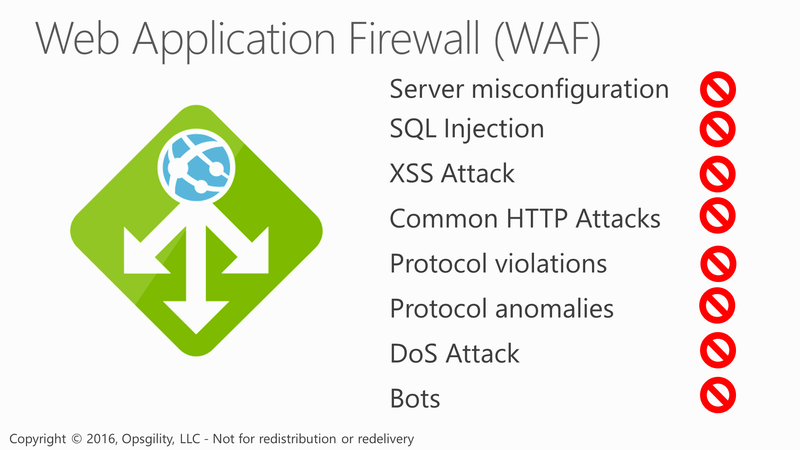 Web Application Firewall (WAF)
Server misconfiguration
SQL Injection
XSS Attack
Common HTTP Attacks
Protocol violations
Protocol anomalies
DoS Attack
Bots
Copyright © 2016, Opsgility, LLC - Not for redistribution or redelivery